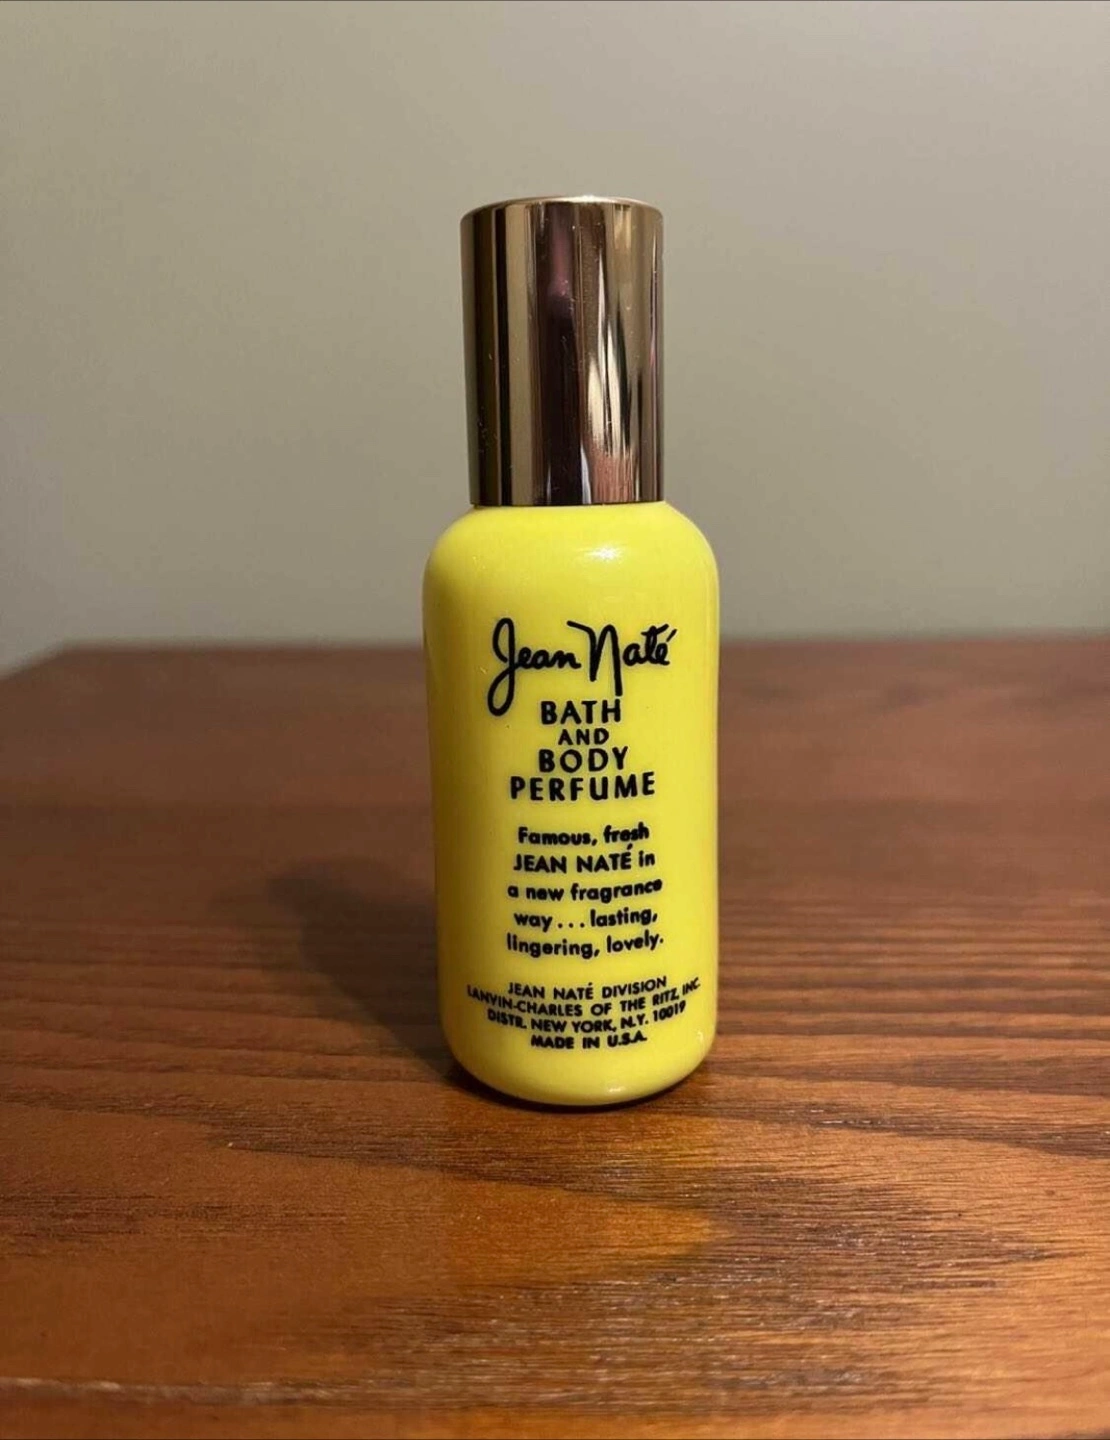 Jean Naté
BATH
AND
BODY
PERFUME
Famous, fresh
JEAN NATÉ in
a new fragrance
way...lasting,
lingering, lovely.
JEAN NATÉ DIVISION
LANVIN-CHARLES OF THE RITZ, INC.
DISTR. NEW YORK, N.Y. 10019
MADE IN U.S.A.